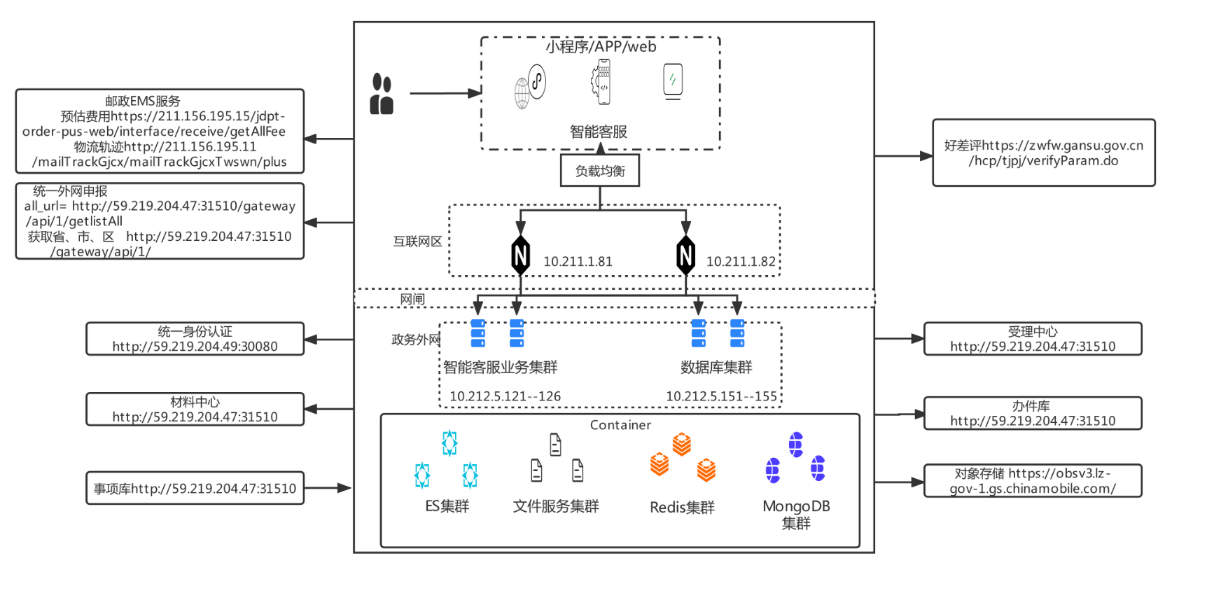 小程序/APP/web
智能客服
负载均衡
互联网区
10.211.1.81
10.211.1.82
网闸
政务外网
智能客服业务集群
数据库集群
10.212.5.121--126
10.212.5.151--155
Container
ES集群
文件服务集群
Redis集群
MongoDB
集群
邮政EMS服务
预估费用https://211.156.195.15/jdpt-
order-pus-web/interface/receive/getAllFee
物流轨迹http://211.156.195.11
/mailTrackGjcx/mailTrackGjcxTwswn/plus
统一外网申报
all_url= http://59.219.204.47:31510/gateway
/api/1/getlistAll
获取省、市、区 http://59.219.204.47:31510
/gateway/api/1/
统一身份认证
http://59.219.204.49:30080
材料中心
http://59.219.204.47:31510
事项库http://59.219.204.47:31510
好差评https://zwfw.gansu.gov.cn
/hcp/tjpj/verifyParam.do
受理中心
http://59.219.204.47:31510
办件库
http://59.219.204.47:31510
对象存储 https://obsv3.lz-
gov-1.gs.chinamobile.com/